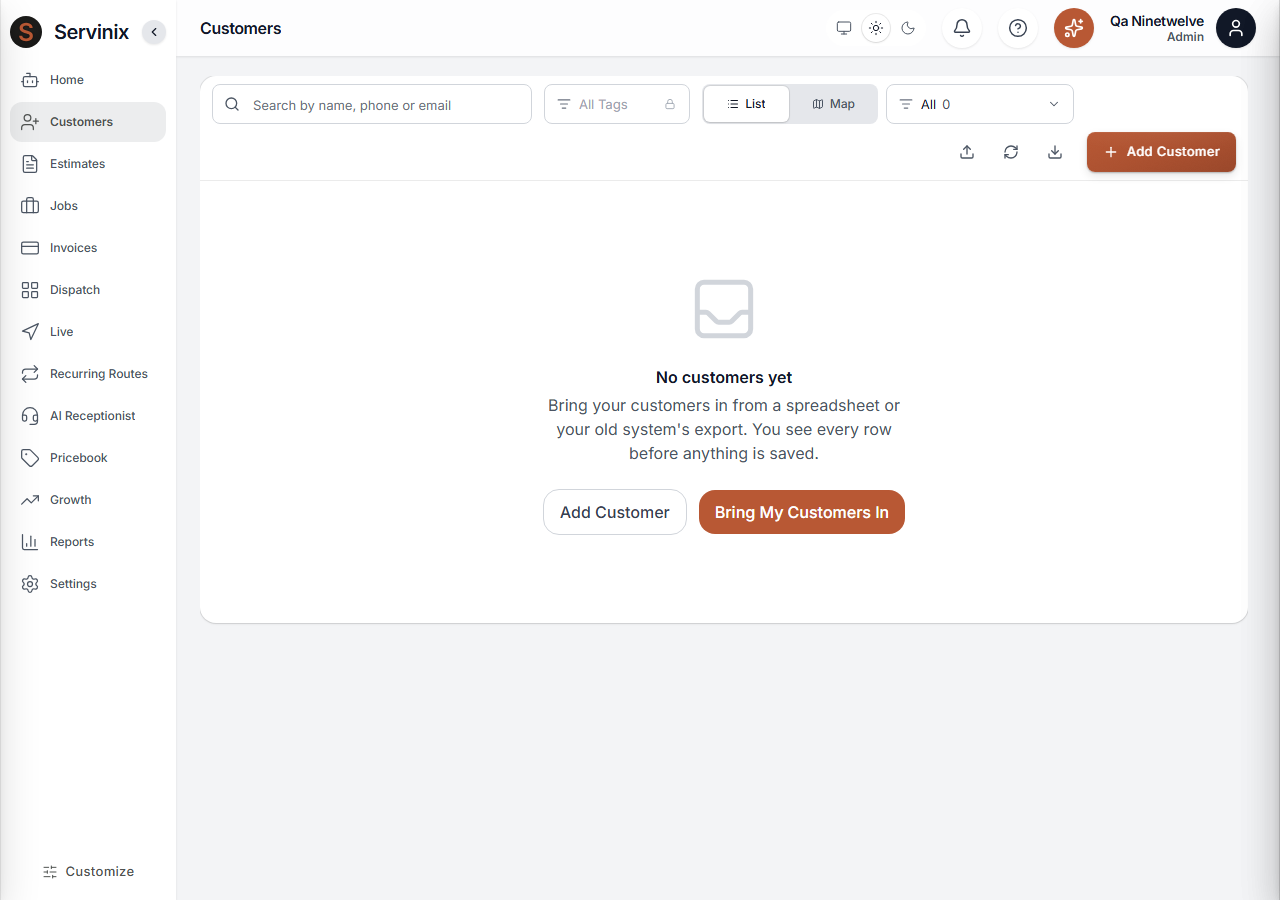 S Servinix
Customers
Qa Ninetwelve
Admin
Home
Customers
Estimates
Jobs
Invoices
Dispatch
Live
Recurring Routes
AI Receptionist
Pricebook
Growth
Reports
Settings
Customize
Search by name, phone or email
All Tags
List
Map
All 0
Add Customer
No customers yet
Bring your customers in from a spreadsheet or
your old system's export. You see every row
before anything is saved.
Add Customer
Bring My Customers In